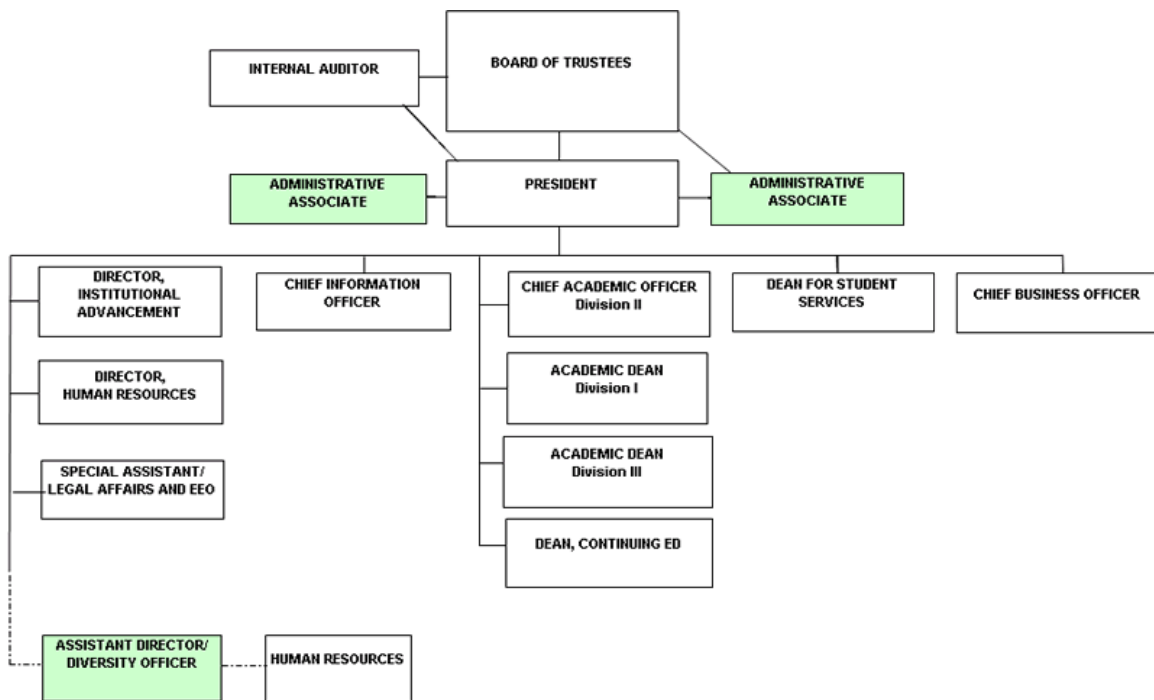 INTERNAL AUDITOR
BOARD OF TRUSTEES
ADMINISTRATIVE
ASSOCIATE
PRESIDENT
ADMINISTRATIVE
ASSOCIATE
DIRECTOR,
INSTITUTIONAL
ADVANCEMENT
CHIEF INFORMATION
OFFICER
CHIEF ACADEMIC OFFICER
Division II
DEAN FOR STUDENT
SERVICES
CHIEF BUSINESS OFFICER
DIRECTOR,
HUMAN RESOURCES
ACADEMIC DEAN
Division I
SPECIAL ASSISTANT/
LEGAL AFFAIRS AND EEO
ACADEMIC DEAN
Division III
DEAN, CONTINUING ED
ASSISTANT DIRECTOR/
DIVERSITY OFFICER
HUMAN RESOURCES